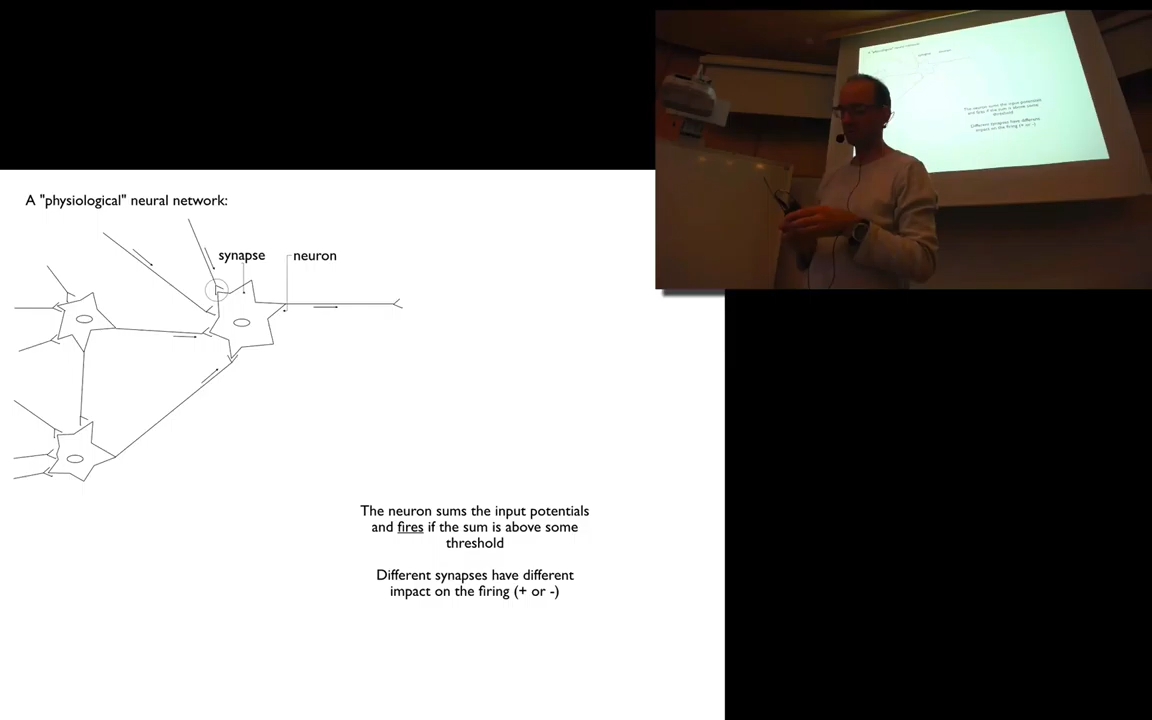 A "physiological" neural network:
synapse
neuron
The neuron sums the input potentials
and fires if the sum is above some
threshold
Different synapses have different
impact on the firing (+ or -)